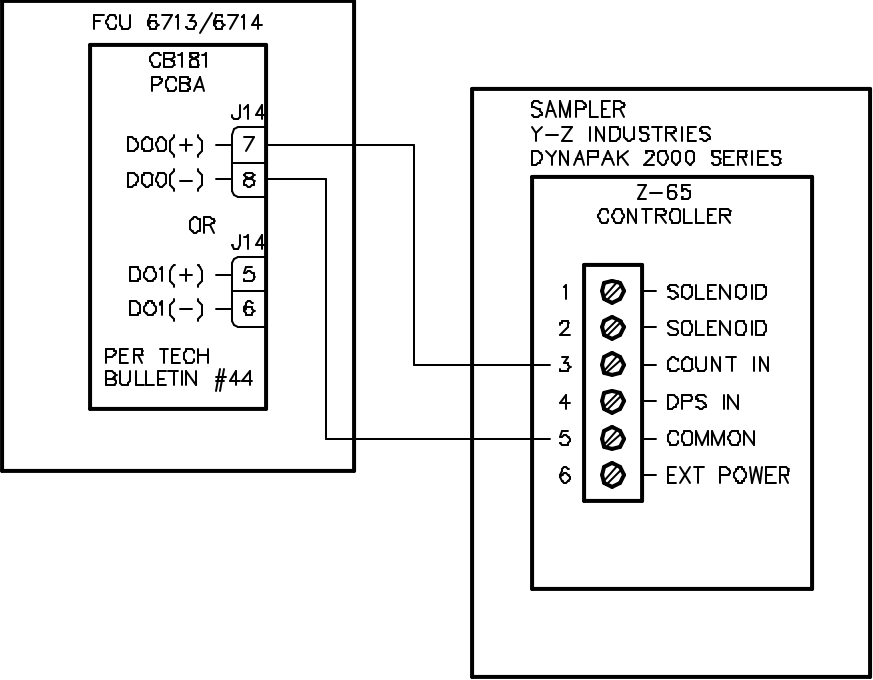 FCU 6713/6714
CB181
PCBA
J14
DO0(+) 7
DO0(-) 8
OR
J14
DO1(+) 5
DO1(-) 6
PER TECH
BULLETIN #44
SAMPLER
Y-Z INDUSTRIES
DYNAPAK 2000 SERIES
Z-65
CONTROLLER
1 SOLENOID
2 SOLENOID
3 COUNT IN
4 DPS IN
5 COMMON
6 EXT POWER